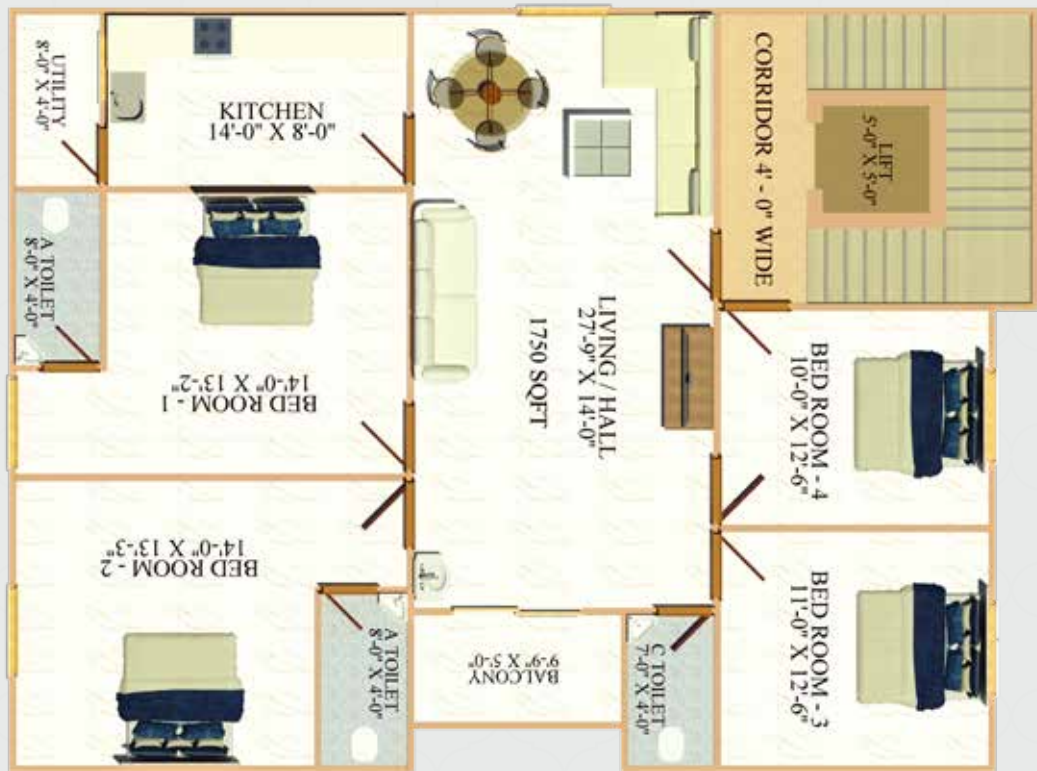 UTILITY
8'-0" X 4'-0"
KITCHEN
14'-0" X 8'-0"
CORRIDOR 4' - 0" WIDE
LIFT
5'-0" X 5'-0"
A TOILET
8'-0" X 4'-0"
BED ROOM - 1
14'-0" X 13'-2"
LIVING / HALL
27'-9" X 14'-0"
1750 SQFT
BED ROOM - 4
10'-0" X 12'-6"
BED ROOM - 2
14'-0" X 13'-3"
A TOILET
8'-0" X 4'-0"
BALCONY
9'-9" X 5'-0"
C TOILET
7'-0" X 4'-0"
BED ROOM - 3
11'-0" X 12'-6"